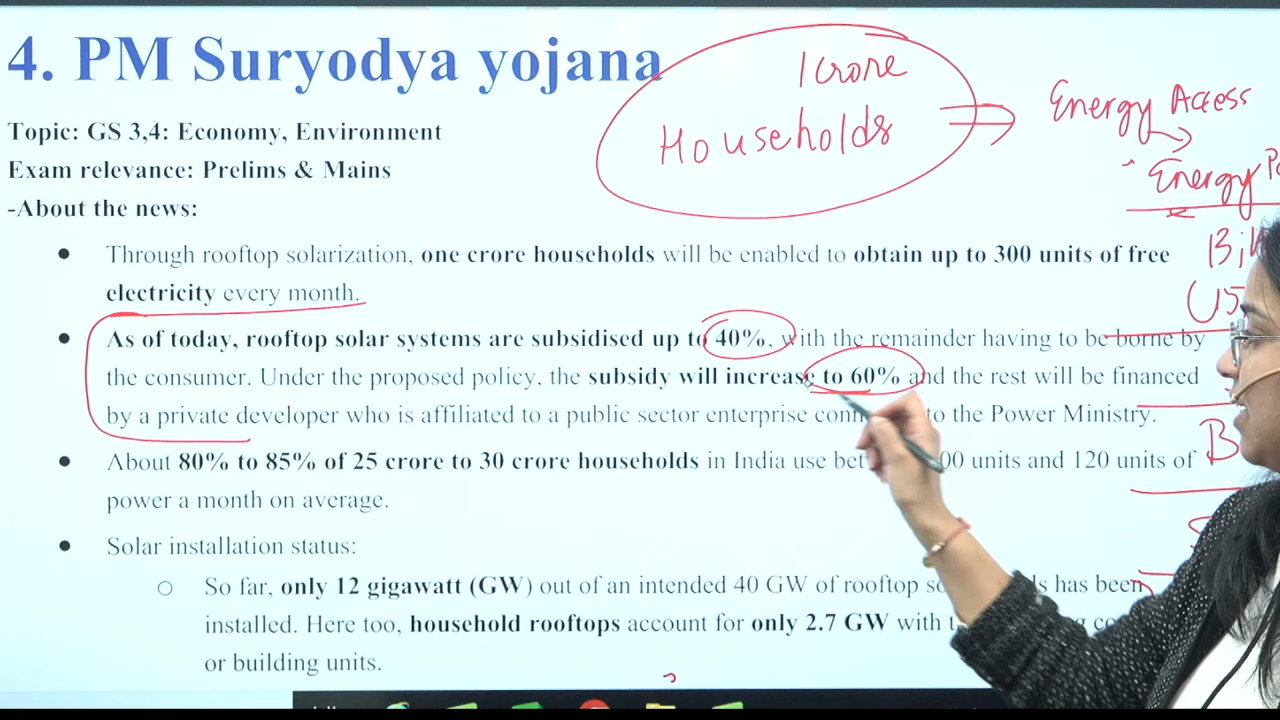 4. PM Suryodya yojana
1 Crore
Households
Energy Access
Energy
Topic: GS 3,4: Economy, Environment
Exam relevance: Prelims & Mains
-About the news:
● Through rooftop solarization, one crore households will be enabled to obtain up to 300 units of free
electricity every month.
● As of today, rooftop solar systems are subsidised up to 40%, with the remainder having to be borne by
the consumer. Under the proposed policy, the subsidy will increase to 60% and the rest will be financed
by a private developer who is affiliated to a public sector enterprise to the Power Ministry.
● About 80% to 85% of 25 crore to 30 crore households in India use units and 120 units of
power a month on average.
● Solar installation status:
○ So far, only 12 gigawatt (GW) out of an intended 40 GW of rooftop has been
installed. Here too, household rooftops account for only 2.7 GW with
or building units.